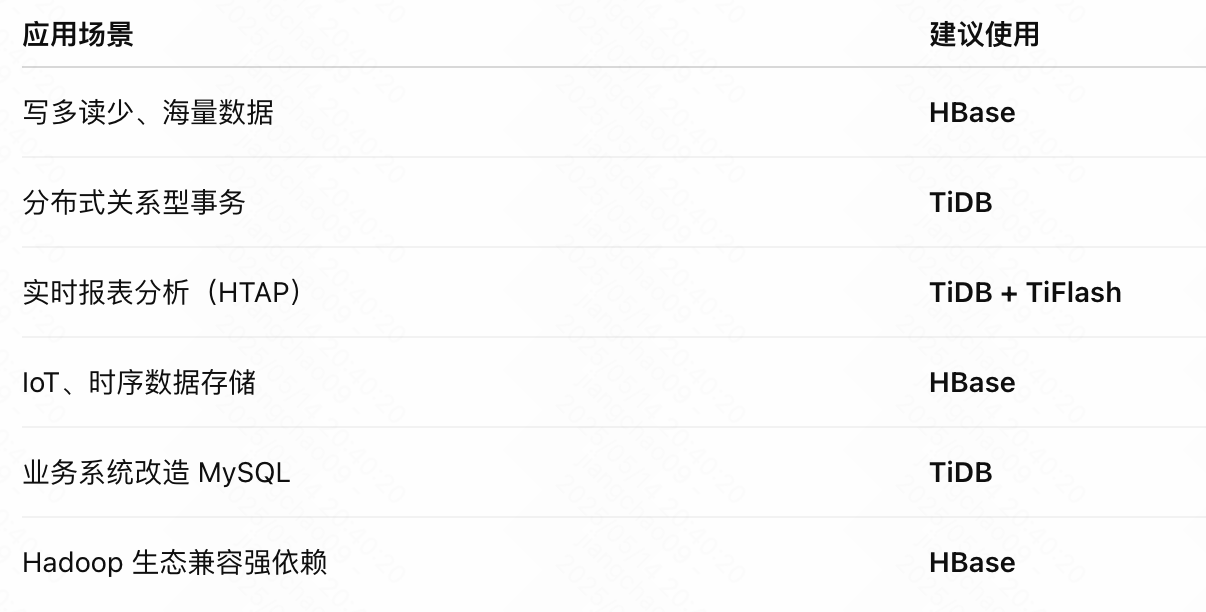 应用场景 建议使用
写多读少、海量数据 HBase
分布式关系型事务 TiDB
实时报表分析（HTAP） TiDB + TiFlash
IoT、时序数据存储 HBase
业务系统改造 MySQL TiDB
Hadoop 生态兼容强依赖 HBase